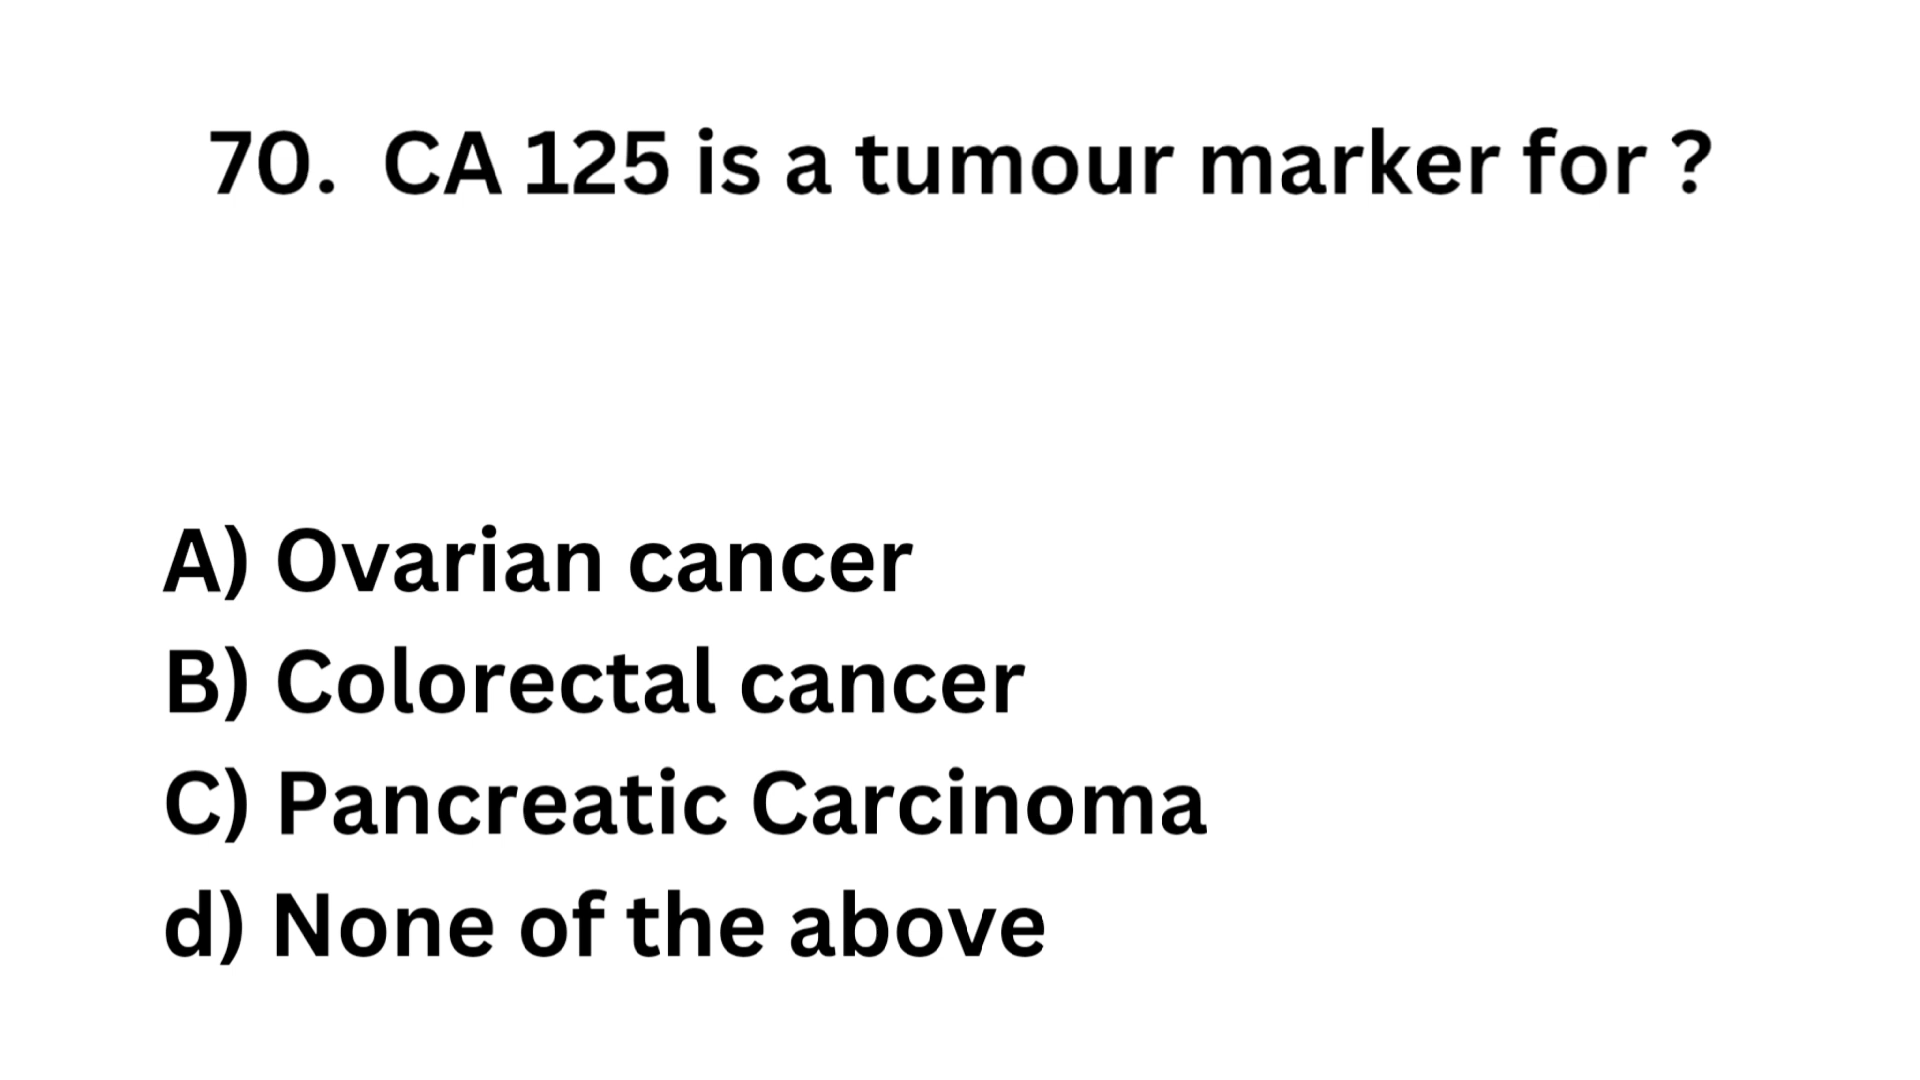 70. CA 125 is a tumour marker for ?
A) Ovarian cancer
B) Colorectal cancer
C) Pancreatic Carcinoma
d) None of the above